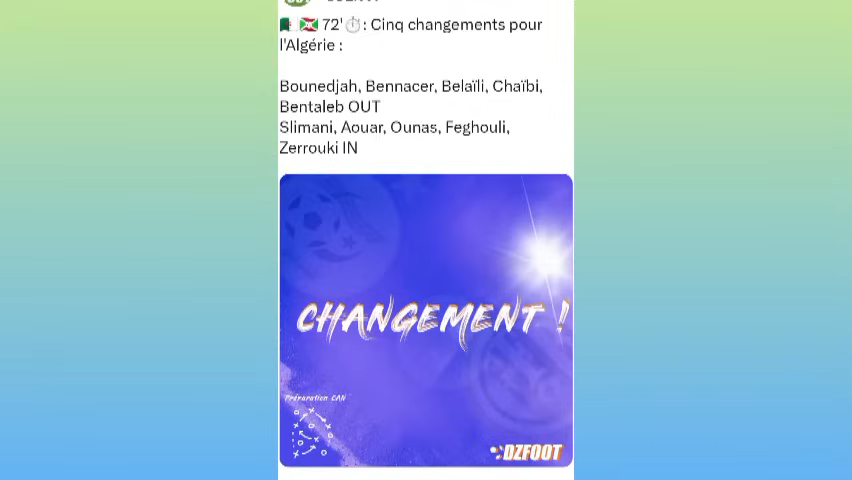 72' : Cinq changements pour
l'Algérie :
Bounedjah, Bennacer, Belaïli, Chaïbi,
Bentaleb OUT
Slimani, Aouar, Ounas, Feghouli,
Zerrouki IN
CHANGEMENT !
Préparation CAN
DZFOOT